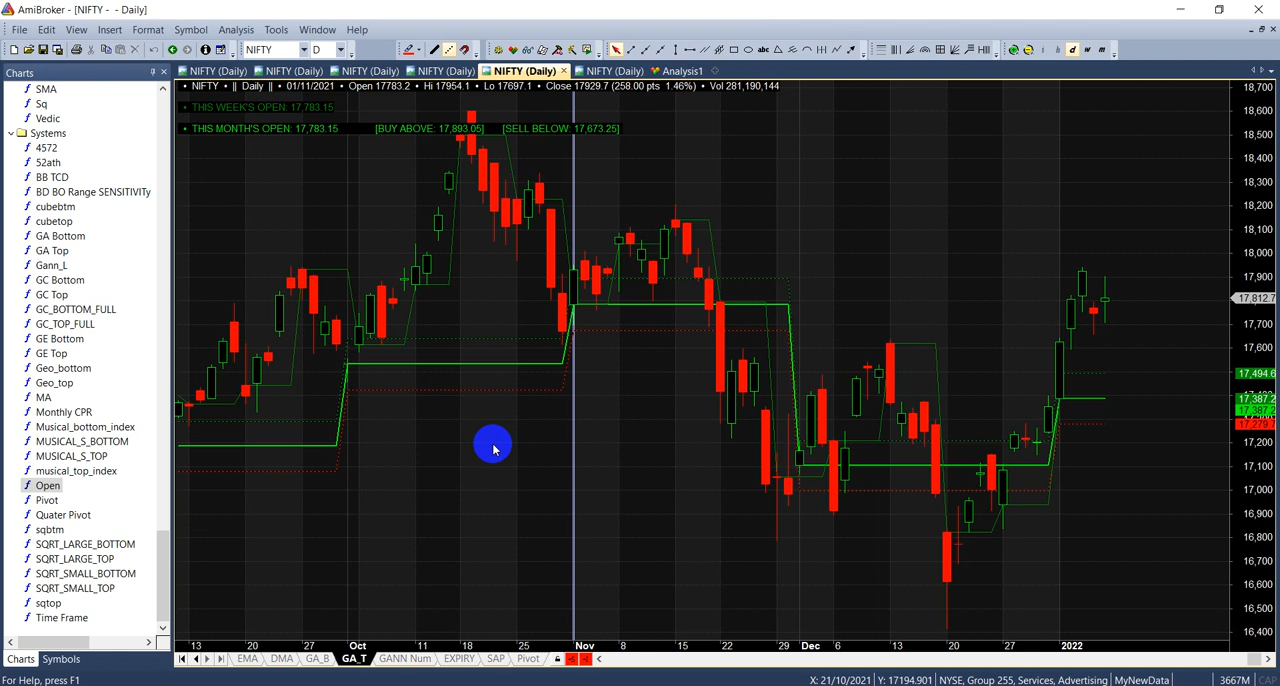 AmiBroker - [NIFTY - - Daily]
File Edit View Insert Format Symbol Analysis Tools Window Help
NIFTY D
Charts
NIFTY (Daily) NIFTY (Daily) NIFTY (Daily) NIFTY (Daily) NIFTY (Daily) NIFTY (Daily) Analysis1
• NIFTY • || Daily || • 01/11/2021 • Open 17783.2 • Hi 17954.1 • Lo 17697.1 • Close 17929.7 (258.00 pts 1.46%) • Vol 281,190,144
• THIS WEEK'S OPEN: 17,783.15
• THIS MONTH'S OPEN: 17,783.15 [BUY ABOVE: 17,893.05] [SELL BELOW: 17,673.25]
SMA
Sq
Vedic
Systems
4572
52ath
BB TCD
BD BO Range SENSITIVITy
cubebtm
cubetop
GA Bottom
GA Top
Gann_L
GC Bottom
GC Top
GC_BOTTOM_FULL
GC_TOP_FULL
GE Bottom
GE Top
Geo_bottom
Geo_top
MA
Monthly CPR
Musical_bottom_index
MUSICAL_S_BOTTOM
MUSICAL_S_TOP
musical_top_index
Open
Pivot
Quater Pivot
sqbtm
SQRT_LARGE_BOTTOM
SQRT_LARGE_TOP
SQRT_SMALL_BOTTOM
SQRT_SMALL_TOP
sqtop
Time Frame
18,700
18,600
18,500
18,400
18,300
18,200
18,100
18,000
17,900
17,812.7
17,700
17,600
17,494.6
17,387.2
17,387.2
17,279.7
17,200
17,100
17,000
16,900
16,800
16,700
16,600
16,500
16,400
13 20 27 Oct 11 18 25 Nov 8 15 22 29 Dec 6 13 20 27 2022
Charts Symbols
EMA DMA GA_B GA_T GANN Num EXPIRY SAP Pivot
For Help, press F1
X: 21/10/2021 Y: 17194.901 NYSE, Group 255, Services, Advertising MyNewData 3667M CAP